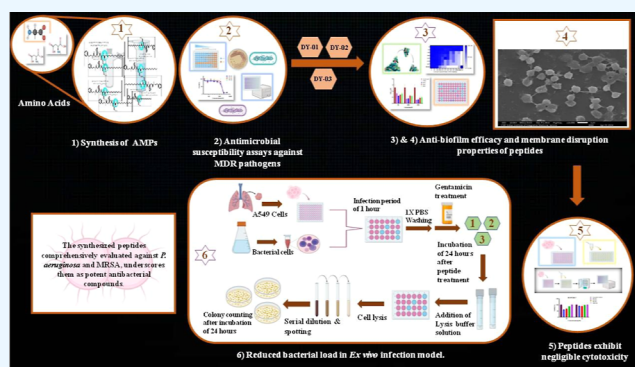 1
Amino Acids
1) Synthesis of AMPs
2
2) Antimicrobial
susceptibility assays against
MDR pathogens
DY-01
DY-02
DY-03
3
4
3) & 4) Anti-biofilm efficacy and membrane disruption
properties of peptides
5
5) Peptides exhibit
negligible cytotoxicity
The synthesized peptides
comprehensively evaluated against P.
aeruginosa and MRSA, underscores
them as potent antibacterial
compounds.
6
A549 Cells
Bacterial cells
Infection period
of 1 hour
1X PBS
Washing
Gentamicin
treatment
1
2
3
Incubation
of 24 hours
after
peptide
treatment
Addition of
Lysis buffer
solution
Cell lysis
Serial dilution &
spotting
Colony counting
after incubation
of 24 hours
6) Reduced bacterial load in Ex vivo infection model.